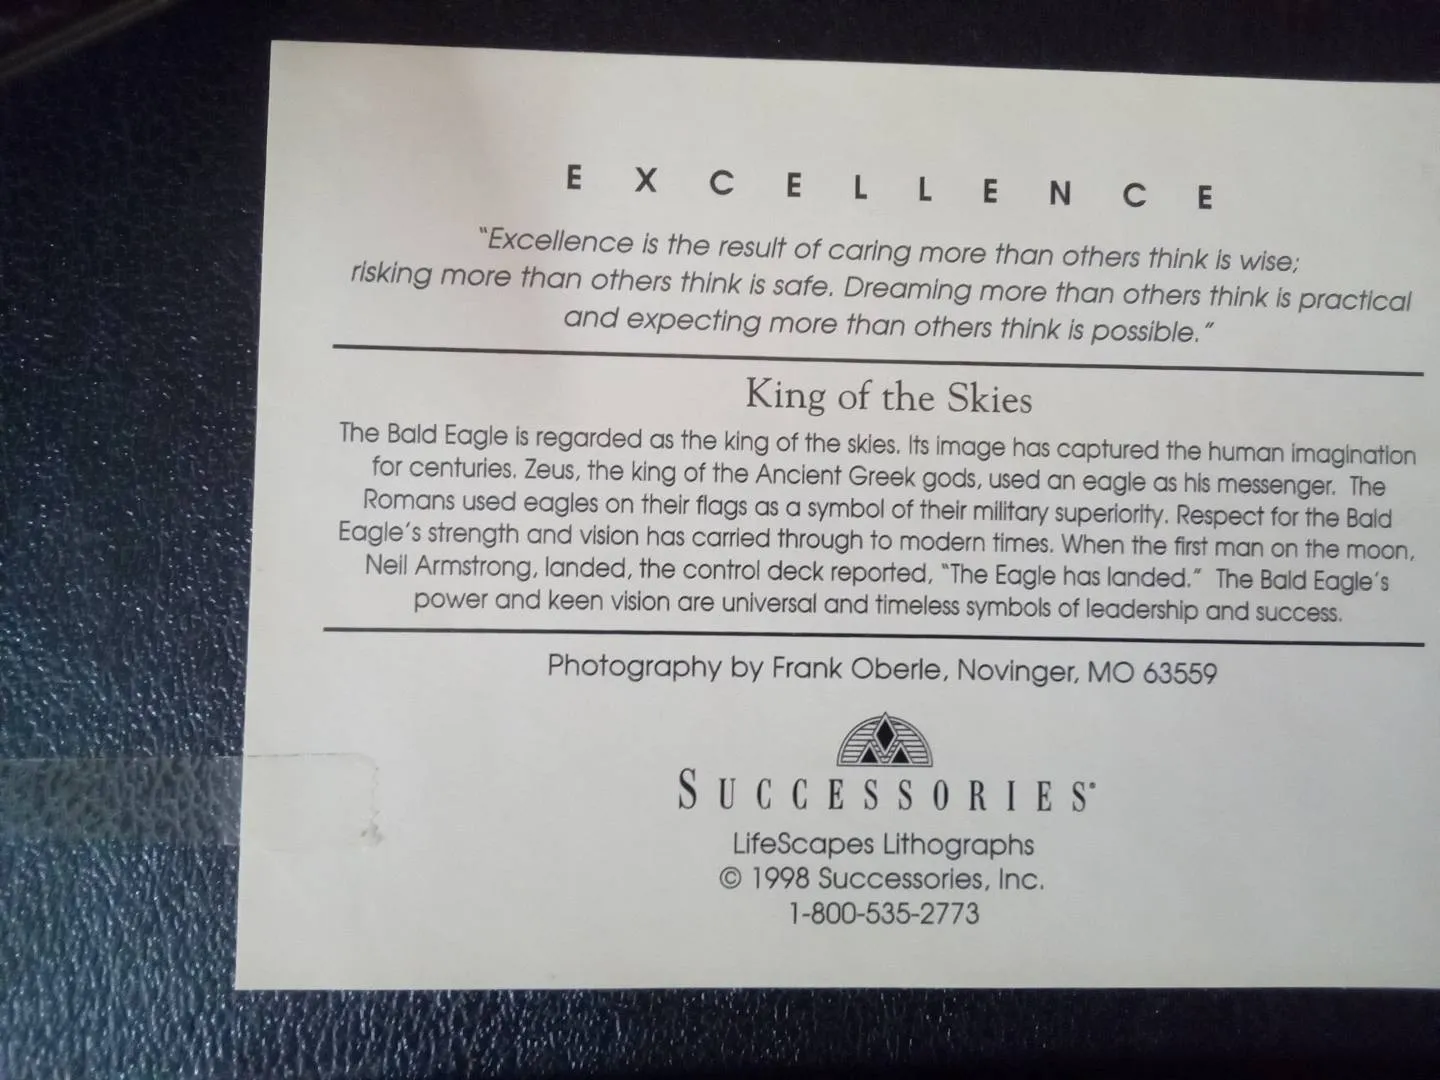 EXCELLENCE
"Excellence is the result of caring more than others think is wise;
risking more than others think is safe. Dreaming more than others think is practical
and expecting more than others think is possible."
King of the Skies
The Bald Eagle is regarded as the king of the skies. Its image has captured the human imagination
for centuries. Zeus, the king of the Ancient Greek gods, used an eagle as his messenger. The
Romans used eagles on their flags as a symbol of their military superiority. Respect for the Bald
Eagle's strength and vision has carried through to modern times. When the first man on the moon,
Neil Armstrong, landed, the control deck reported, "The Eagle has landed." The Bald Eagle's
power and keen vision are universal and timeless symbols of leadership and success.
Photography by Frank Oberle, Novinger, MO 63559
SUCCESSORIES®
LifeScapes Lithographs
© 1998 Successories, Inc.
1-800-535-2773